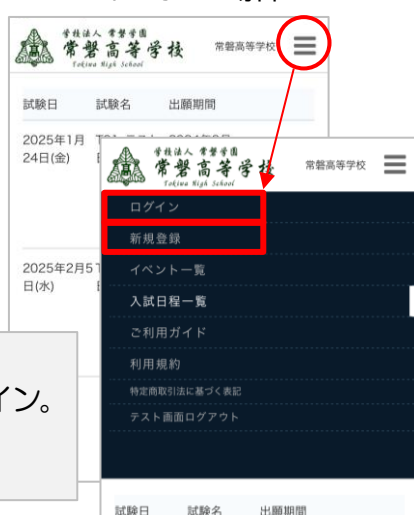 学校法人 常磐学園
常磐高等学校
Tokiwa High School
常磐高等学校
試験日 試験名 出願期間
2025年1月
24日(金)
学校法人 常磐学園
常磐高等学校
Tokiwa High School
常磐高等学校
ログイン
新規登録
イベント一覧
2025年2月5
日(水)
入試日程一覧
ご利用ガイド
利用規約
特定商取引法に基づく表記
テスト画面ログアウト
イン。
試験日 試験名 出願期間